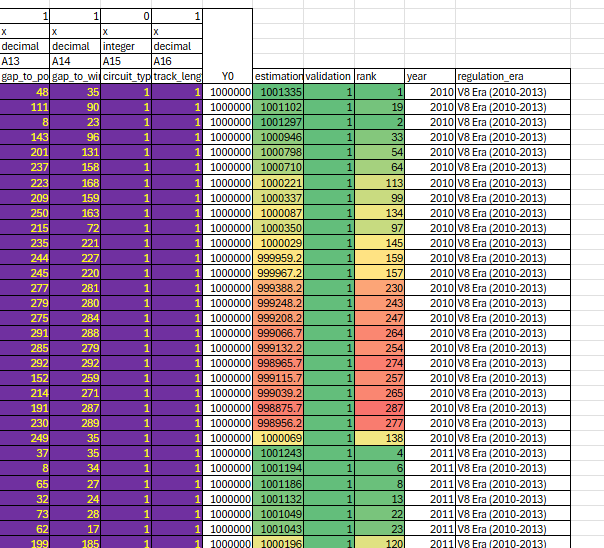 1 1 0 1
x x x x
decimal decimal integer decimal
A13 A14 A15 A16
gap_to_po gap_to_wi circuit_typ track_leng Y0 estimation validation rank year regulation_era
48 35 1 1 1000000 1001335 1 1 2010 V8 Era (2010-2013)
111 90 1 1 1000000 1001102 1 19 2010 V8 Era (2010-2013)
8 23 1 1 1000000 1001297 1 2 2010 V8 Era (2010-2013)
143 96 1 1 1000000 1000946 1 33 2010 V8 Era (2010-2013)
201 131 1 1 1000000 1000798 1 54 2010 V8 Era (2010-2013)
237 158 1 1 1000000 1000710 1 64 2010 V8 Era (2010-2013)
223 168 1 1 1000000 1000221 1 113 2010 V8 Era (2010-2013)
209 159 1 1 1000000 1000337 1 99 2010 V8 Era (2010-2013)
250 163 1 1 1000000 1000087 1 134 2010 V8 Era (2010-2013)
215 72 1 1 1000000 1000350 1 97 2010 V8 Era (2010-2013)
235 221 1 1 1000000 1000029 1 145 2010 V8 Era (2010-2013)
244 227 1 1 1000000 999959.2 1 159 2010 V8 Era (2010-2013)
245 220 1 1 1000000 999967.2 1 157 2010 V8 Era (2010-2013)
277 281 1 1 1000000 999388.2 1 230 2010 V8 Era (2010-2013)
279 280 1 1 1000000 999248.2 1 243 2010 V8 Era (2010-2013)
275 284 1 1 1000000 999208.2 1 247 2010 V8 Era (2010-2013)
291 288 1 1 1000000 999066.7 1 264 2010 V8 Era (2010-2013)
285 279 1 1 1000000 999132.2 1 254 2010 V8 Era (2010-2013)
292 292 1 1 1000000 998965.7 1 274 2010 V8 Era (2010-2013)
152 259 1 1 1000000 999115.7 1 257 2010 V8 Era (2010-2013)
214 271 1 1 1000000 999039.2 1 265 2010 V8 Era (2010-2013)
191 287 1 1 1000000 998875.7 1 287 2010 V8 Era (2010-2013)
230 289 1 1 1000000 998956.2 1 277 2010 V8 Era (2010-2013)
249 35 1 1 1000000 1000069 1 138 2010 V8 Era (2010-2013)
37 35 1 1 1000000 1001243 1 4 2011 V8 Era (2010-2013)
8 34 1 1 1000000 1001194 1 6 2011 V8 Era (2010-2013)
65 27 1 1 1000000 1001186 1 8 2011 V8 Era (2010-2013)
32 24 1 1 1000000 1001132 1 13 2011 V8 Era (2010-2013)
73 28 1 1 1000000 1001049 1 22 2011 V8 Era (2010-2013)
62 17 1 1 1000000 1001043 1 23 2011 V8 Era (2010-2013)
199 185 1 1 1000000 1000196 1 120 2011 V8 Era (2010-2013)